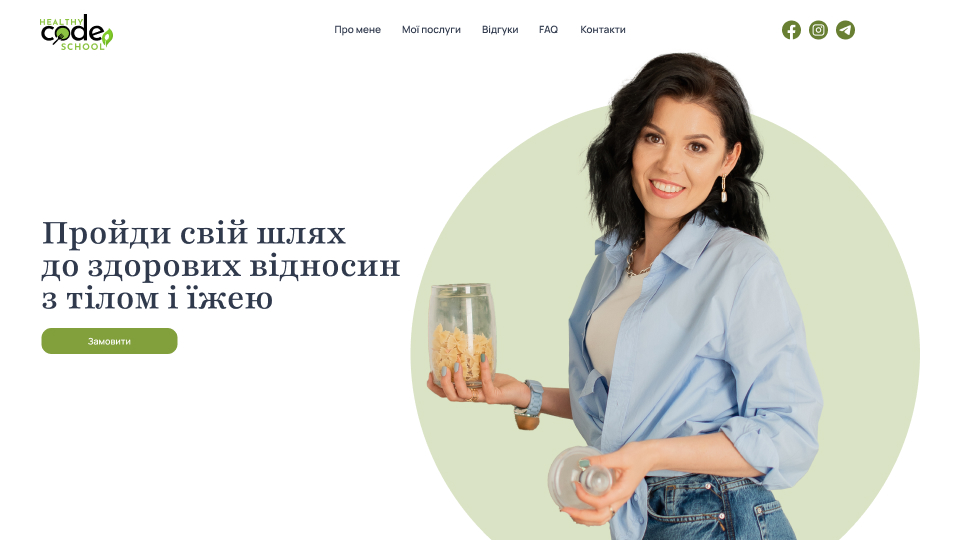 HEALTHY
code
SCHOOL
Про мене Мої послуги Відгуки FAQ Контакти
Пройди свій шлях
до здорових відносин
з тілом і їжею
Замовити